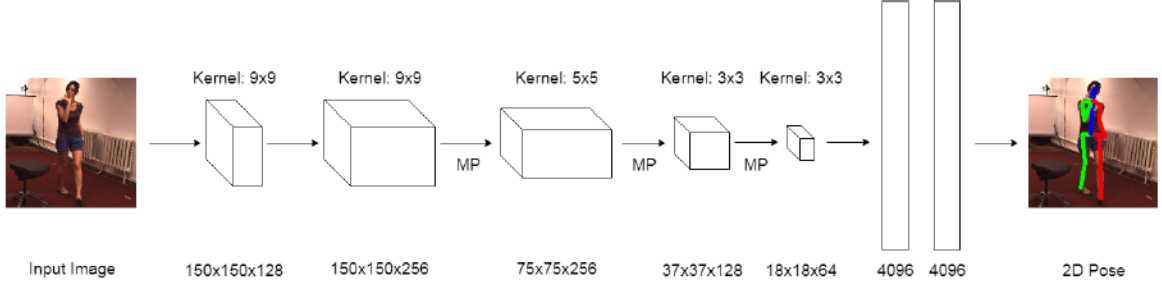 Kernel: 9x9 Kernel: 9x9 Kernel: 5x5 Kernel: 3x3 Kernel: 3x3
MP MP MP
Input Image 150x150x128 150x150x256 75x75x256 37x37x128 18x18x64 4096 4096 2D Pose